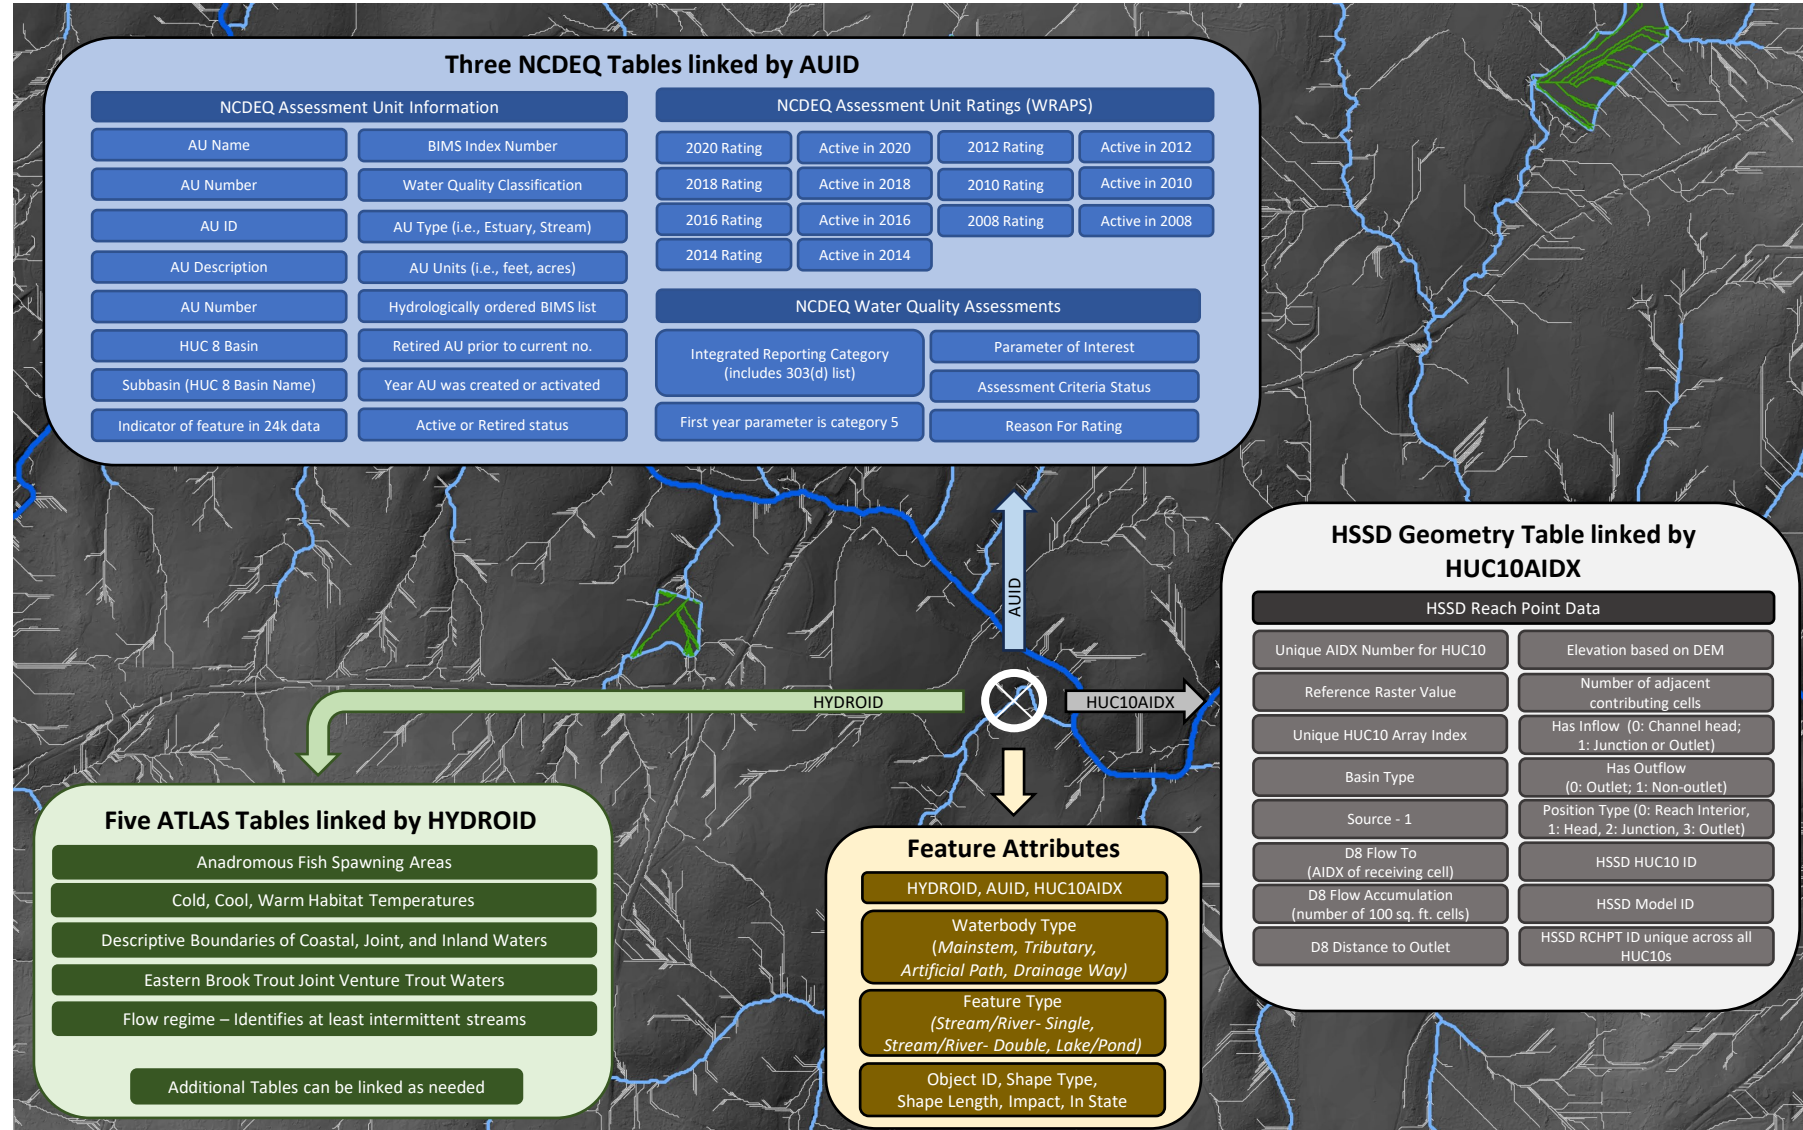 Three NCDEQ Tables linked by AUID
NCDEQ Assessment Unit Information
AU Name
BIMS Index Number
AU Number
Water Quality Classification
AU ID
AU Type (i.e., Estuary, Stream)
AU Description
AU Units (i.e., feet, acres)
AU Number
Hydrologically ordered BIMS list
HUC 8 Basin
Retired AU prior to current no.
Subbasin (HUC 8 Basin Name)
Year AU was created or activated
Indicator of feature in 24k data
Active or Retired status
NCDEQ Assessment Unit Ratings (WRAPS)
2020 Rating
Active in 2020
2012 Rating
Active in 2012
2018 Rating
Active in 2018
2010 Rating
Active in 2010
2016 Rating
Active in 2016
2008 Rating
Active in 2008
2014 Rating
Active in 2014
NCDEQ Water Quality Assessments
Integrated Reporting Category
(includes 303(d) list)
Parameter of Interest
Assessment Criteria Status
First year parameter is category 5
Reason For Rating
AUID
HYDROID
HUC10AIDX
HSSD Geometry Table linked by
HUC10AIDX
HSSD Reach Point Data
Unique AIDX Number for HUC10
Elevation based on DEM
Reference Raster Value
Number of adjacent
contributing cells
Unique HUC10 Array Index
Has Inflow (0: Channel head;
1: Junction or Outlet)
Basin Type
Has Outflow
(0: Outlet; 1: Non-outlet)
Source - 1
Position Type (0: Reach Interior,
1: Head, 2: Junction, 3: Outlet)
D8 Flow To
(AIDX of receiving cell)
HSSD HUC10 ID
D8 Flow Accumulation
(number of 100 sq. ft. cells)
HSSD Model ID
D8 Distance to Outlet
HSSD RCHPT ID unique across all
HUC10s
Five ATLAS Tables linked by HYDROID
Anadromous Fish Spawning Areas
Cold, Cool, Warm Habitat Temperatures
Descriptive Boundaries of Coastal, Joint, and Inland Waters
Eastern Brook Trout Joint Venture Trout Waters
Flow regime – Identifies at least intermittent streams
Additional Tables can be linked as needed
Feature Attributes
HYDROID, AUID, HUC10AIDX
Waterbody Type
(Mainstem, Tributary,
Artificial Path, Drainage Way)
Feature Type
(Stream/River- Single,
Stream/River- Double, Lake/Pond)
Object ID, Shape Type,
Shape Length, Impact, In State